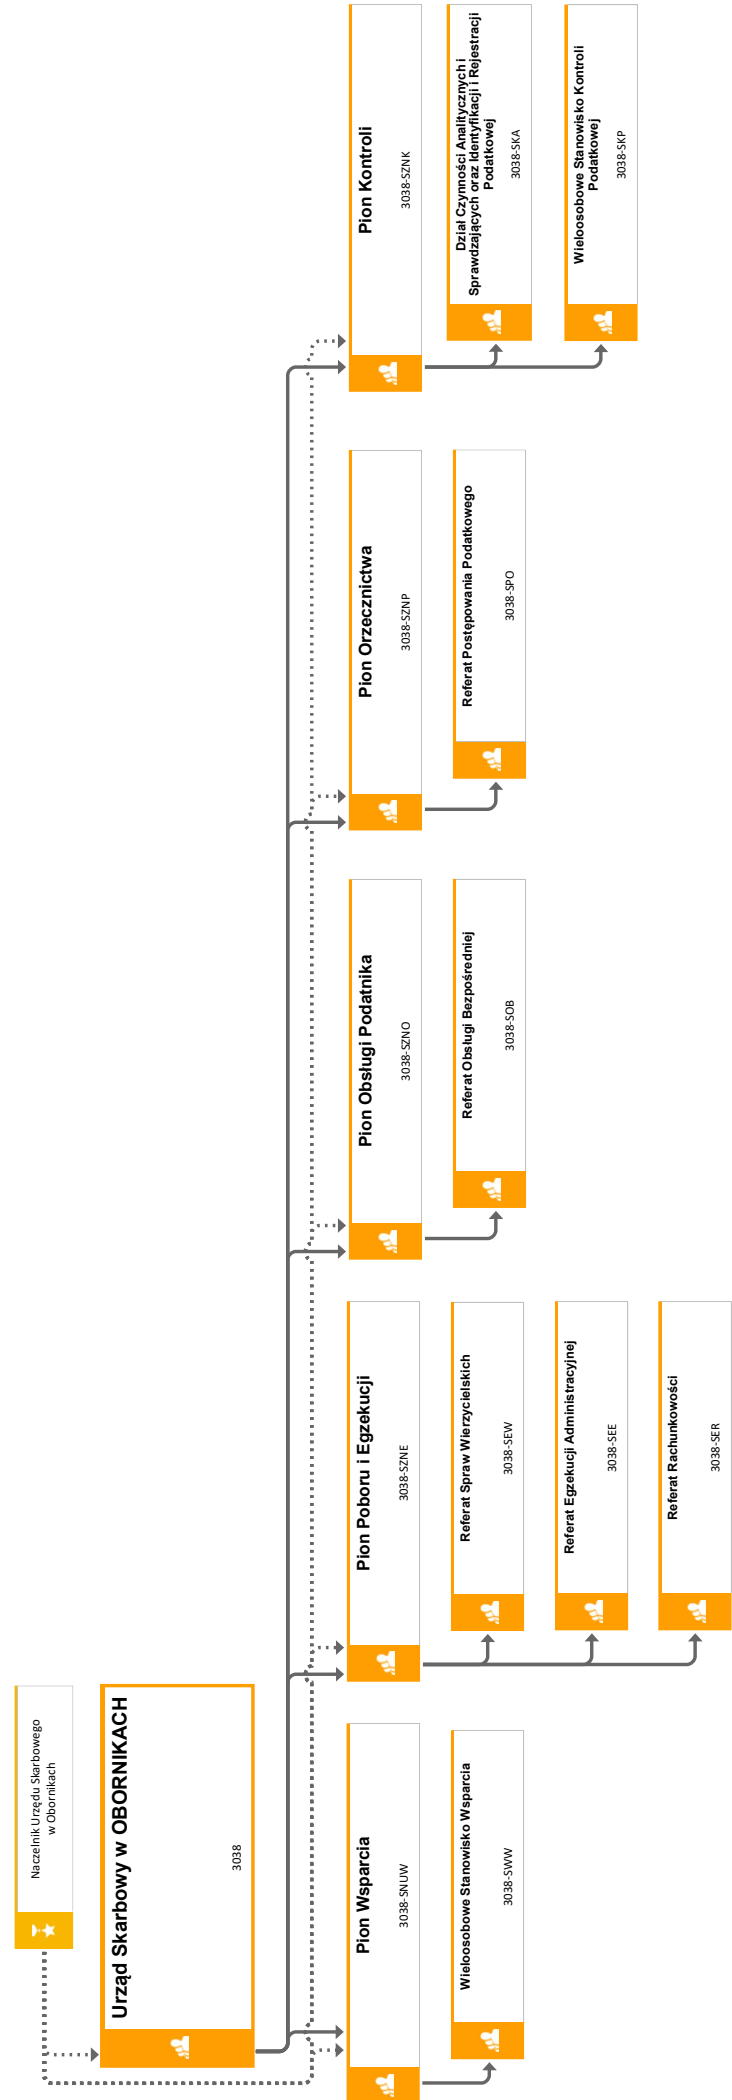 Naczelnik Urzędu Skarbowego
w Obornikach
Urząd Skarbowy w OBORNIKACH
3038
Pion Wsparcia
3038-SNUW
Wieloosobowe Stanowisko Wsparcia
3038-SWW
Pion Poboru i Egzekucji
3038-SZNE
Referat Spraw Wierzycielskich
3038-SEW
Referat Egzekucji Administracyjnej
3038-SEE
Referat Rachunkowości
3038-SER
Pion Obsługi Podatnika
3038-SZNO
Referat Obsługi Bezpośredniej
3038-SOB
Pion Orzecznictwa
3038-SZNP
Referat Postępowania Podatkowego
3038-SPO
Pion Kontroli
3038-SZNK
Dział Czynności Analitycznych i
Sprawdzających oraz Identyfikacji i Rejestracji
Podatkowej
3038-SKA
Wieloosobowe Stanowisko Kontroli
Podatkowej
3038-SKP